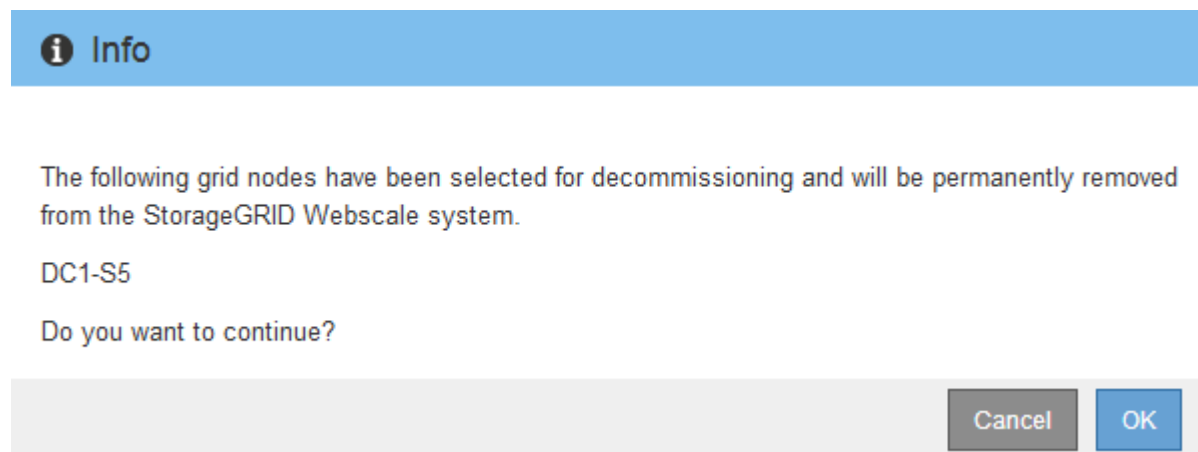 Info
The following grid nodes have been selected for decommissioning and will be permanently removed
from the StorageGRID Webscale system.
DC1-S5
Do you want to continue?
Cancel
OK